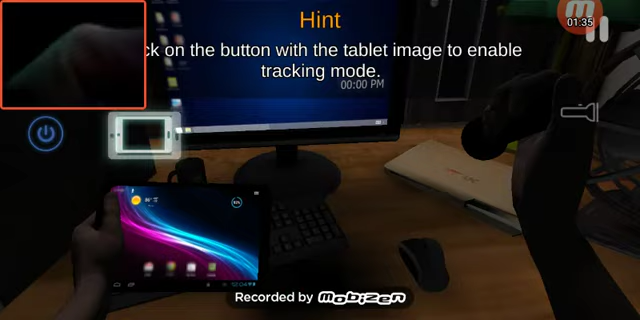 Hint
ck on the button with the tablet image to enable
tracking mode.
01:35
00:00 PM
Recorded by mobizen